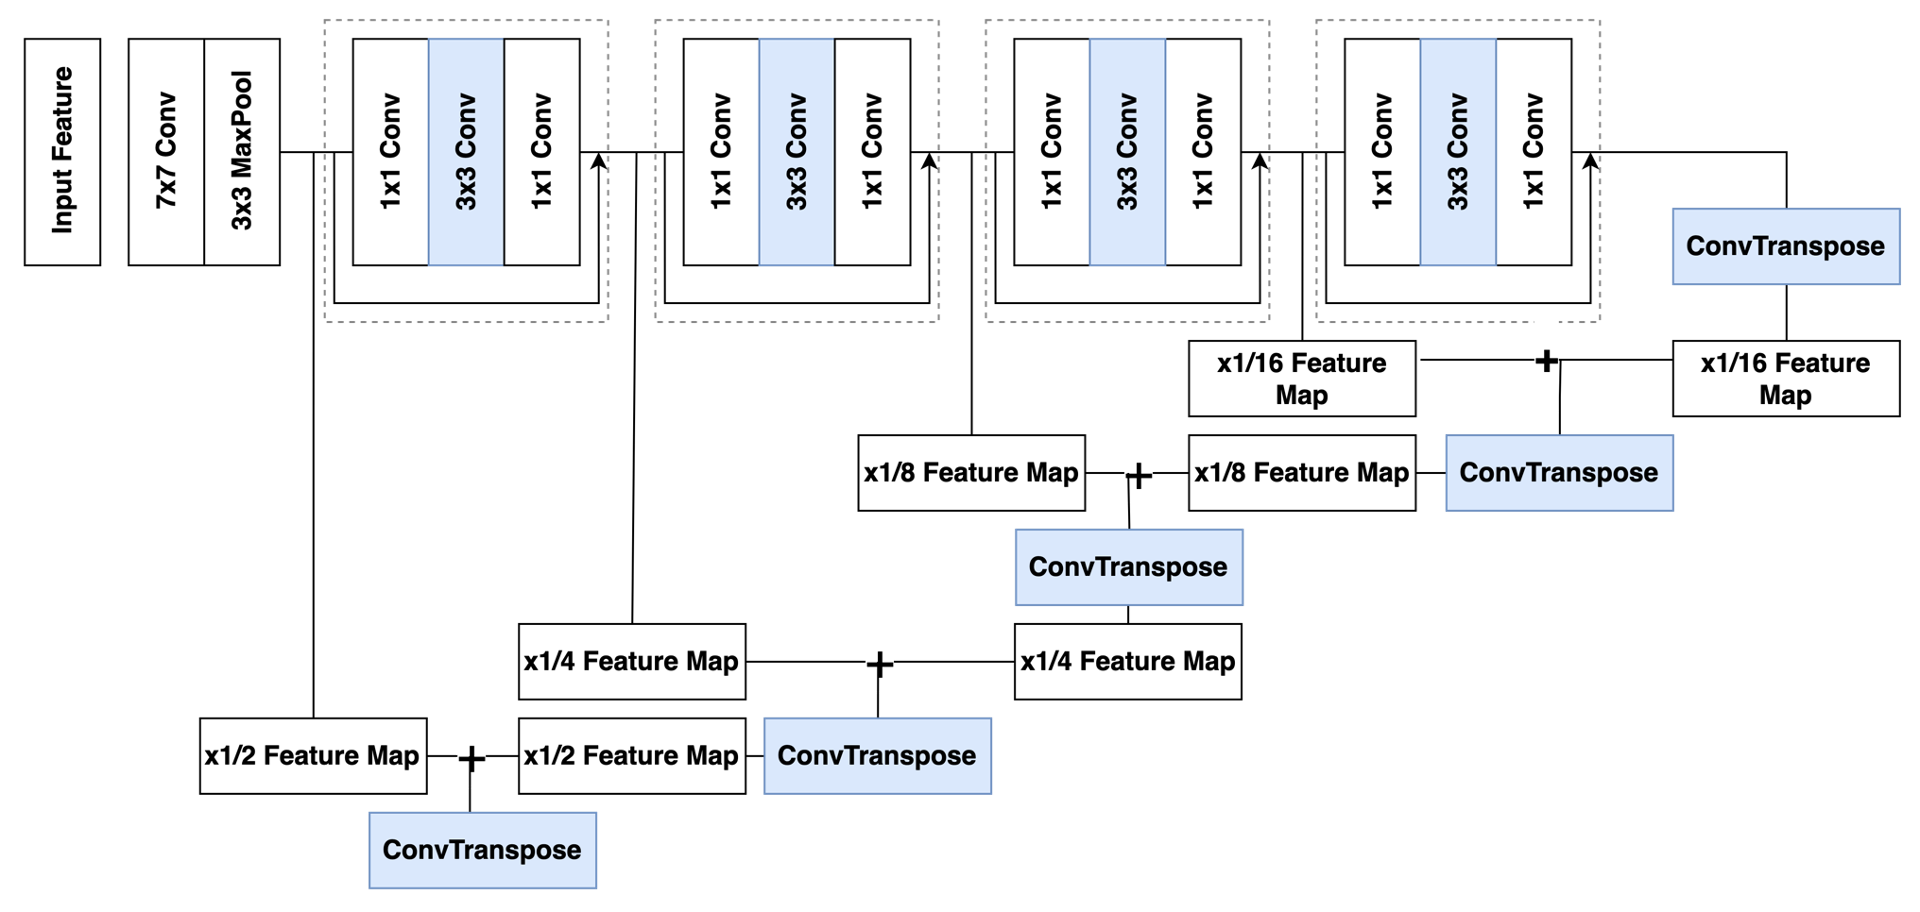 Input Feature
7x7 Conv
3x3 MaxPool
1x1 Conv
3x3 Conv
1x1 Conv
1x1 Conv
3x3 Conv
1x1 Conv
1x1 Conv
3x3 Conv
1x1 Conv
1x1 Conv
3x3 Conv
1x1 Conv
ConvTranspose
x1/16 Feature
Map
+
x1/16 Feature
Map
x1/8 Feature Map
+
x1/8 Feature Map
ConvTranspose
ConvTranspose
x1/4 Feature Map
+
x1/4 Feature Map
x1/2 Feature Map
+
x1/2 Feature Map
ConvTranspose
ConvTranspose